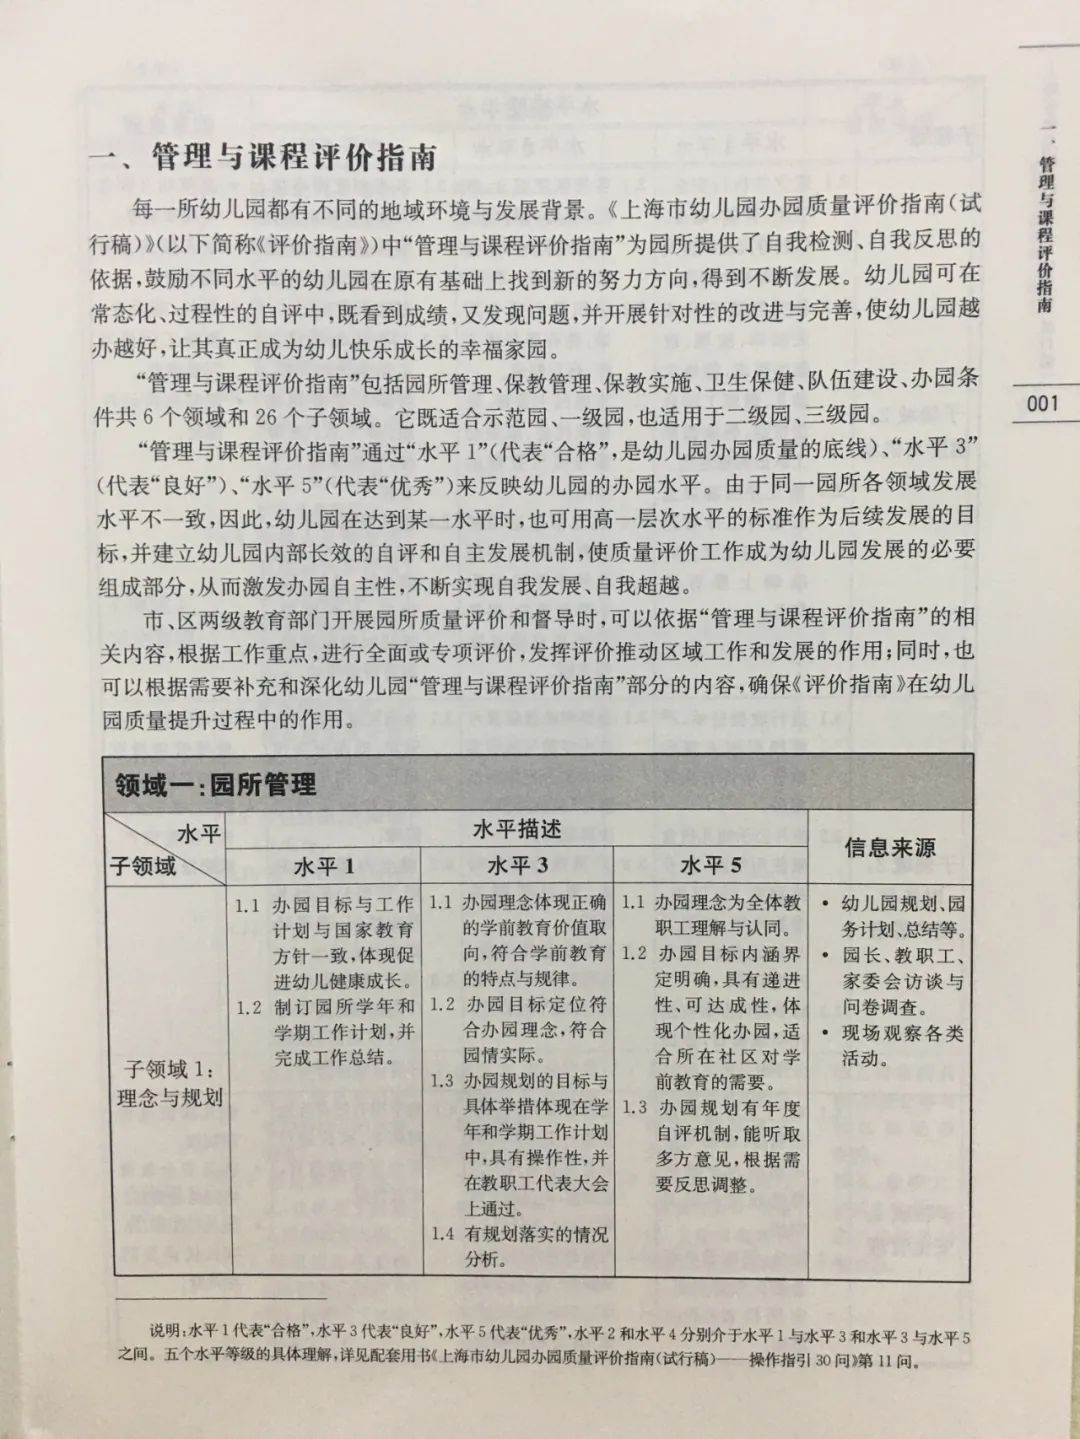 一、管理与课程评价指南
001
一、管理与课程评价指南
每一所幼儿园都有不同的地域环境与发展背景。《上海市幼儿园办园质量评价指南(试
行稿)》(以下简称《评价指南》)中“管理与课程评价指南”为园所提供了自我检测、自我反思的
依据,鼓励不同水平的幼儿园在原有基础上找到新的努力方向,得到不断发展。幼儿园可在
常态化、过程性的自评中,既看到成绩,又发现问题,并开展针对性的改进与完善,使幼儿园越
办越好,让其真正成为幼儿快乐成长的幸福家园。
“管理与课程评价指南”包括园所管理、保教管理、保教实施、卫生保健、队伍建设、办园条
件共 6 个领域和 26 个子领域。它既适合示范园、一级园,也适用于二级园、三级园。
“管理与课程评价指南”通过“水平 1”(代表“合格”,是幼儿园办园质量的底线)、“水平 3”
(代表“良好”)、“水平 5”(代表“优秀”)来反映幼儿园的办园水平。由于同一园所各领域发展
水平不一致,因此,幼儿园在达到某一水平时,也可用高一层次水平的标准作为后续发展的目
标,并建立幼儿园内部长效的自评和自主发展机制,使质量评价工作成为幼儿园发展的必要
组成部分,从而激发办园自主性,不断实现自我发展、自我超越。
市、区两级教育部门开展园所质量评价和督导时,可以依据“管理与课程评价指南”的相
关内容,根据工作重点,进行全面或专项评价,发挥评价推动区域工作和发展的作用;同时,也
可以根据需要补充和深化幼儿园“管理与课程评价指南”部分的内容,确保《评价指南》在幼儿
园质量提升过程中的作用。
领域一:园所管理
水平
子领域
水平描述
信息来源
水平 1
水平 3
水平 5
子领域 1:
理念与规划
1.1 办园目标与工作
计划与国家教育
方针一致,体现促
进幼儿健康成长。
1.2 制订园所学年和
学期工作计划,并
完成工作总结。
1.1 办园理念体现正确
的学前教育价值取
向,符合学前教育
的特点与规律。
1.2 办园目标定位符
合办园理念,符合
园情实际。
1.3 办园规划的目标与
具体举措体现在学
年和学期工作计划
中,具有操作性,并
在教职工代表大会
上通过。
1.4 有规划落实的情况
分析。
1.1 办园理念为全体教
职工理解与认同。
1.2 办园目标内涵界
定明确,具有递进
性、可达成性,体
现个性化办园,适
合所在社区对学
前教育的需要。
1.3 办园规划有年度
自评机制,能听取
多方意见,根据需
要反思调整。
• 幼儿园规划、园
务计划、总结等。
• 园长、教职工、
家委会访谈与
问卷调查。
• 现场观察各类
活动。
说明:水平 1 代表“合格”,水平 3 代表“良好”,水平 5 代表“优秀”,水平 2 和水平 4 分别介于水平 1 与水平 3 和水平 3 与水平 5
之间。五个水平等级的具体理解,详见配套用书《上海市幼儿园办园质量评价指南(试行稿)——操作指引 30 问》第 11 问。